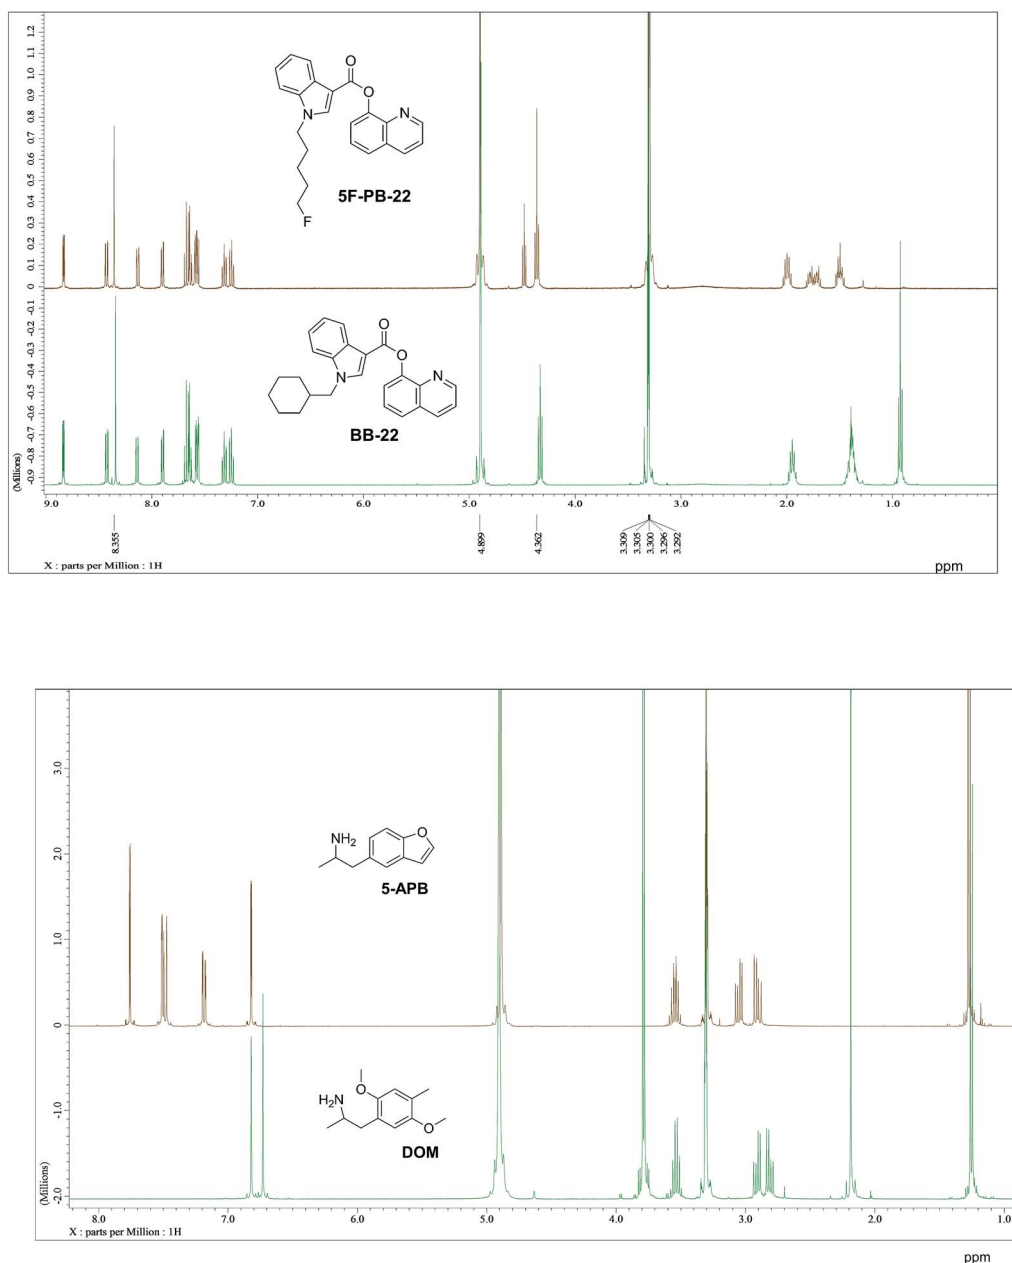 1.2
1.1
1.0
0.9
0.8
0.7
0.6
0.5
0.4
0.3
0.2
0.1
0
-0.1
-0.2
-0.3
-0.4
-0.5
-0.6
-0.7
-0.8
-0.9
(Millions)
O
O
N
N
5F-PB-22
F
O
O
N
N
BB-22
9.0 8.0 7.0 6.0 5.0 4.0 3.0 2.0 1.0
8.355 4.899 4.362 3.309 3.305 3.300 3.296 3.292
X : parts per Million : 1H
ppm
3.0
2.0
1.0
0
-1.0
-2.0
(Millions)
NH2
O
5-APB
O
H2N
O
DOM
8.0 7.0 6.0 5.0 4.0 3.0 2.0 1.0
X : parts per Million : 1H
ppm